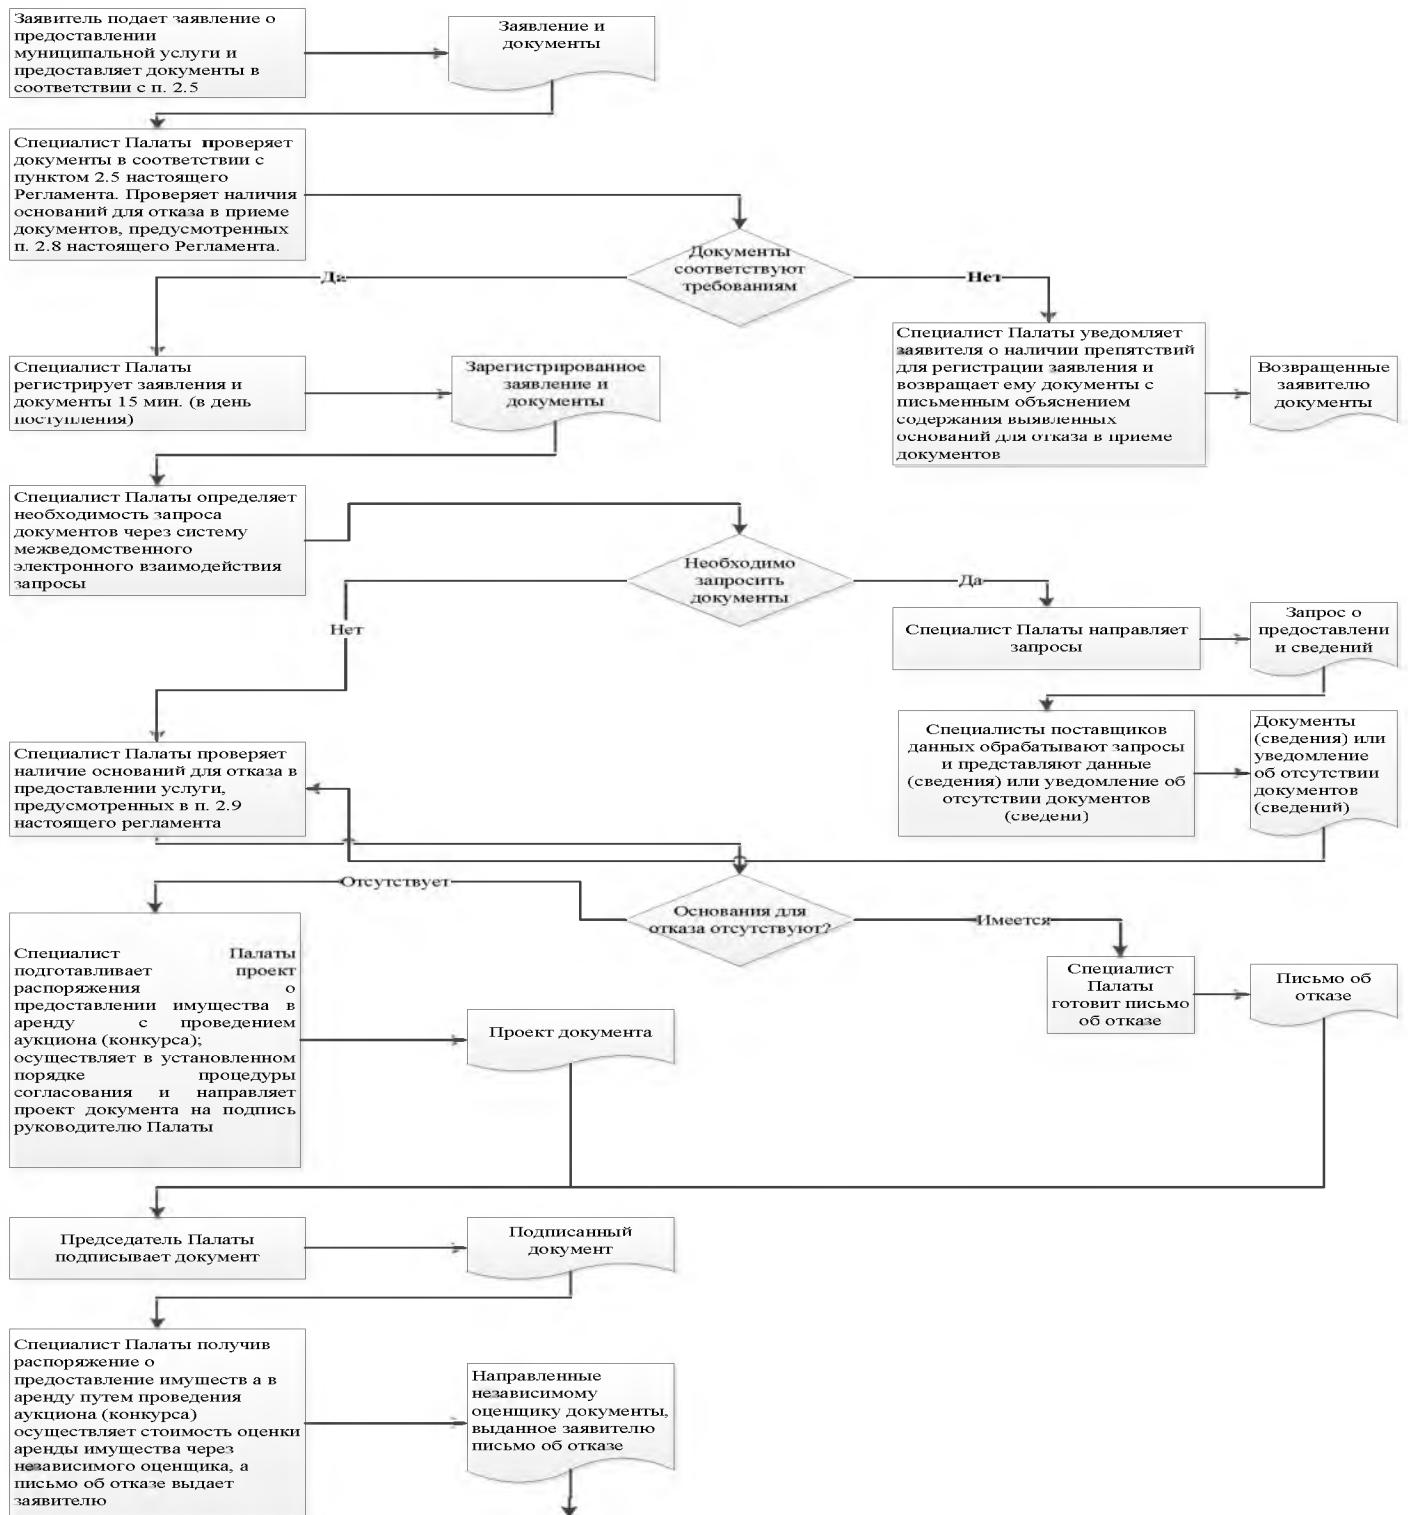 Заявитель подает заявление о
предоставлении
муниципальной услуги и
предоставляет документы в
соответствии с п. 2.5
Заявление и
документы
Специалист Палаты проверяет
документы в соответствии с
пунктом 2.5 настоящего
Регламента. Проверяет наличия
оснований для отказа в приеме
документов, предусмотренных
п. 2.8 настоящего Регламента.
Документы
соответствуют
требованиям
Да
Нет
Специалист Палаты
регистрирует заявления и
документы 15 мин. (в день
поступления)
Зарегистрированное
заявление и
документы
Специалист Палаты уведомляет
заявителя о наличии препятствий
для регистрации заявления и
возвращает ему документы с
письменным объяснением
содержания выявленных
оснований для отказа в приеме
документов
Возвращенные
заявителю
документы
Специалист Палаты определяет
необходимость запроса
документов через систему
межведомственного
электронного взаимодействия
запросы
Необходимо
запросить
документы
Да
Нет
Специалист Палаты направляет
запросы
Запрос о
предоставлени
и сведений
Специалисты поставщиков
данных обрабатывают запросы
и представляют данные
(сведения) или уведомление об
отсутствии документов
(сведени)
Документы
(сведения) или
уведомление
об отсутствии
документов
(сведений)
Специалист Палаты проверяет
наличие оснований для отказа в
предоставлении услуги,
предусмотренных в п. 2.9
настоящего регламента
Основания для
отказа отсутствуют?
Отсутствует
Имеется
Специалист Палаты
подготавливает проект
распоряжения о
предоставлении имущества в
аренду с проведением
аукциона (конкурса);
осуществляет в установленном
порядке процедуры
согласования и направляет
проект документа на подпись
руководителю Палаты
Проект документа
Специалист
Палаты
готовит письмо
об отказе
Письмо об
отказе
Председатель Палаты
подписывает документ
Подписанный
документ
Специалист Палаты получив
распоряжение о
предоставление имуществ а в
аренду путем проведения
аукциона (конкурса)
осуществляет стоимость оценки
аренды имущества через
независимого оценщика, а
письмо об отказе выдает
заявителю
Направленные
независимому
оценщику документы,
выданное заявителю
письмо об отказе